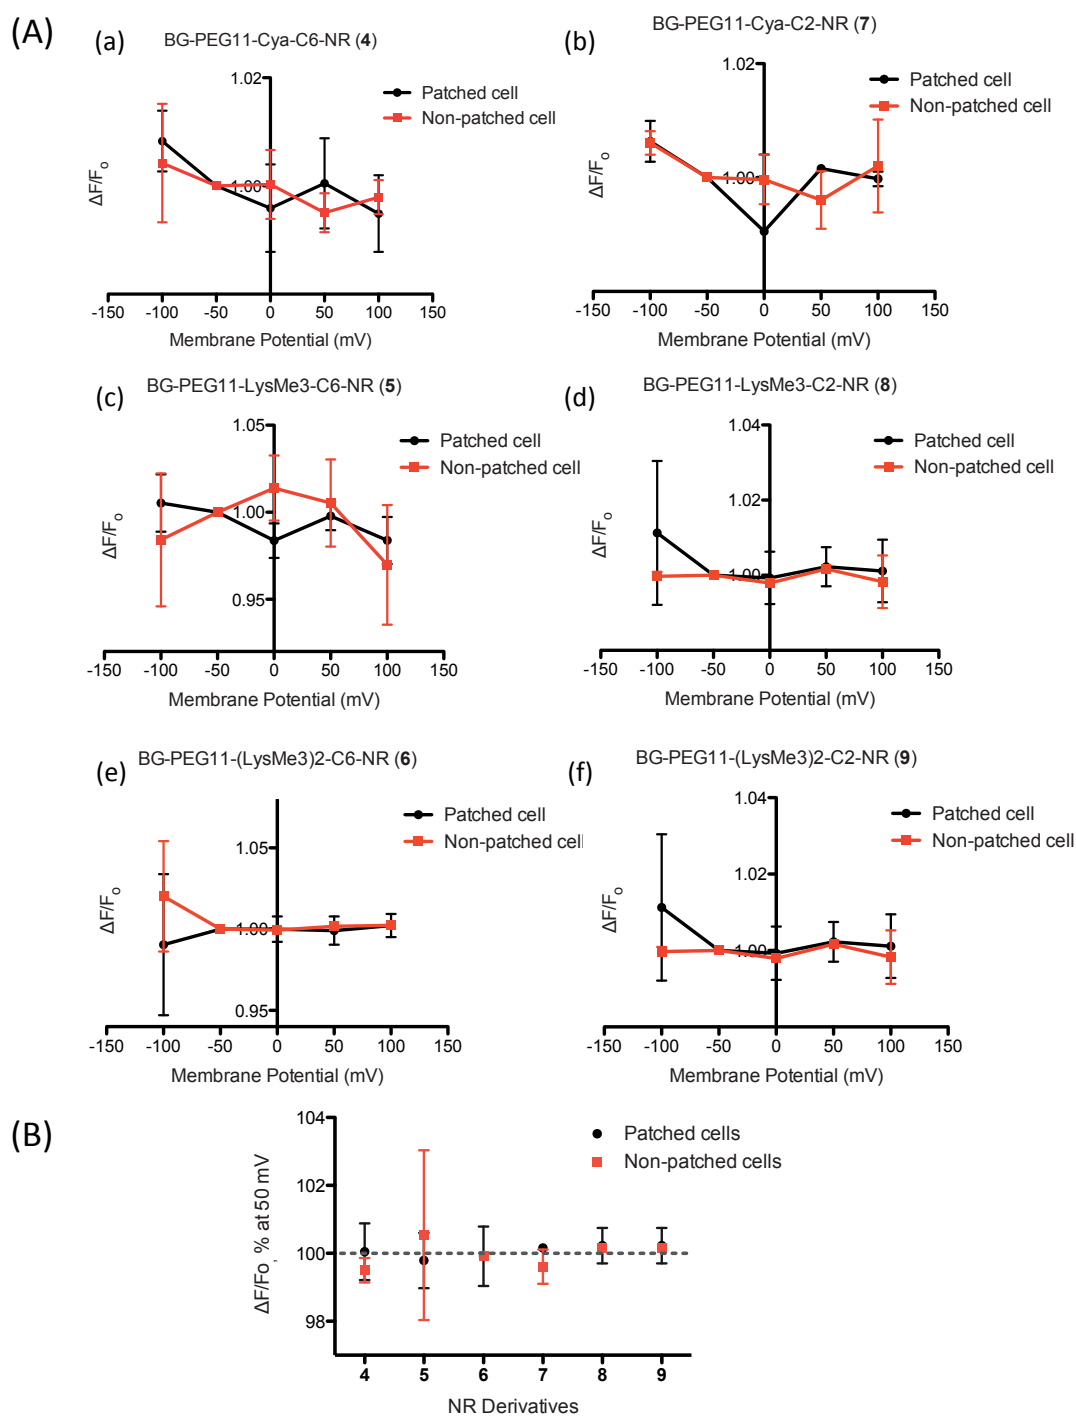 (A)
(a)
BG-PEG11-Cya-C6-NR (4)
1.02
1.00
ΔF/Fo
Patched cell
Non-patched cell
-150 -100 -50 0 50 100 150
Membrane Potential (mV)
(b)
BG-PEG11-Cya-C2-NR (7)
1.02
1.00
ΔF/Fo
Patched cell
Non-patched cell
-150 -100 -50 0 50 100 150
Membrane Potential (mV)
(c)
BG-PEG11-LysMe3-C6-NR (5)
1.05
1.00
0.95
ΔF/Fo
Patched cell
Non-patched cell
-150 -100 -50 0 50 100 150
Membrane Potential (mV)
(d)
BG-PEG11-LysMe3-C2-NR (8)
1.04
1.02
1.00
ΔF/Fo
Patched cell
Non-patched cell
-150 -100 -50 0 50 100 150
Membrane Potential (mV)
(e)
BG-PEG11-(LysMe3)2-C6-NR (6)
1.05
1.00
0.95
ΔF/Fo
Patched cell
Non-patched cell
-150 -100 -50 0 50 100 150
Membrane Potential (mV)
(f)
BG-PEG11-(LysMe3)2-C2-NR (9)
1.04
1.02
1.00
ΔF/Fo
Patched cell
Non-patched cell
-150 -100 -50 0 50 100 150
Membrane Potential (mV)
(B)
104
102
100
98
ΔF/Fo, % at 50 mV
Patched cells
Non-patched cells
4 5 6 7 8 9
NR Derivatives